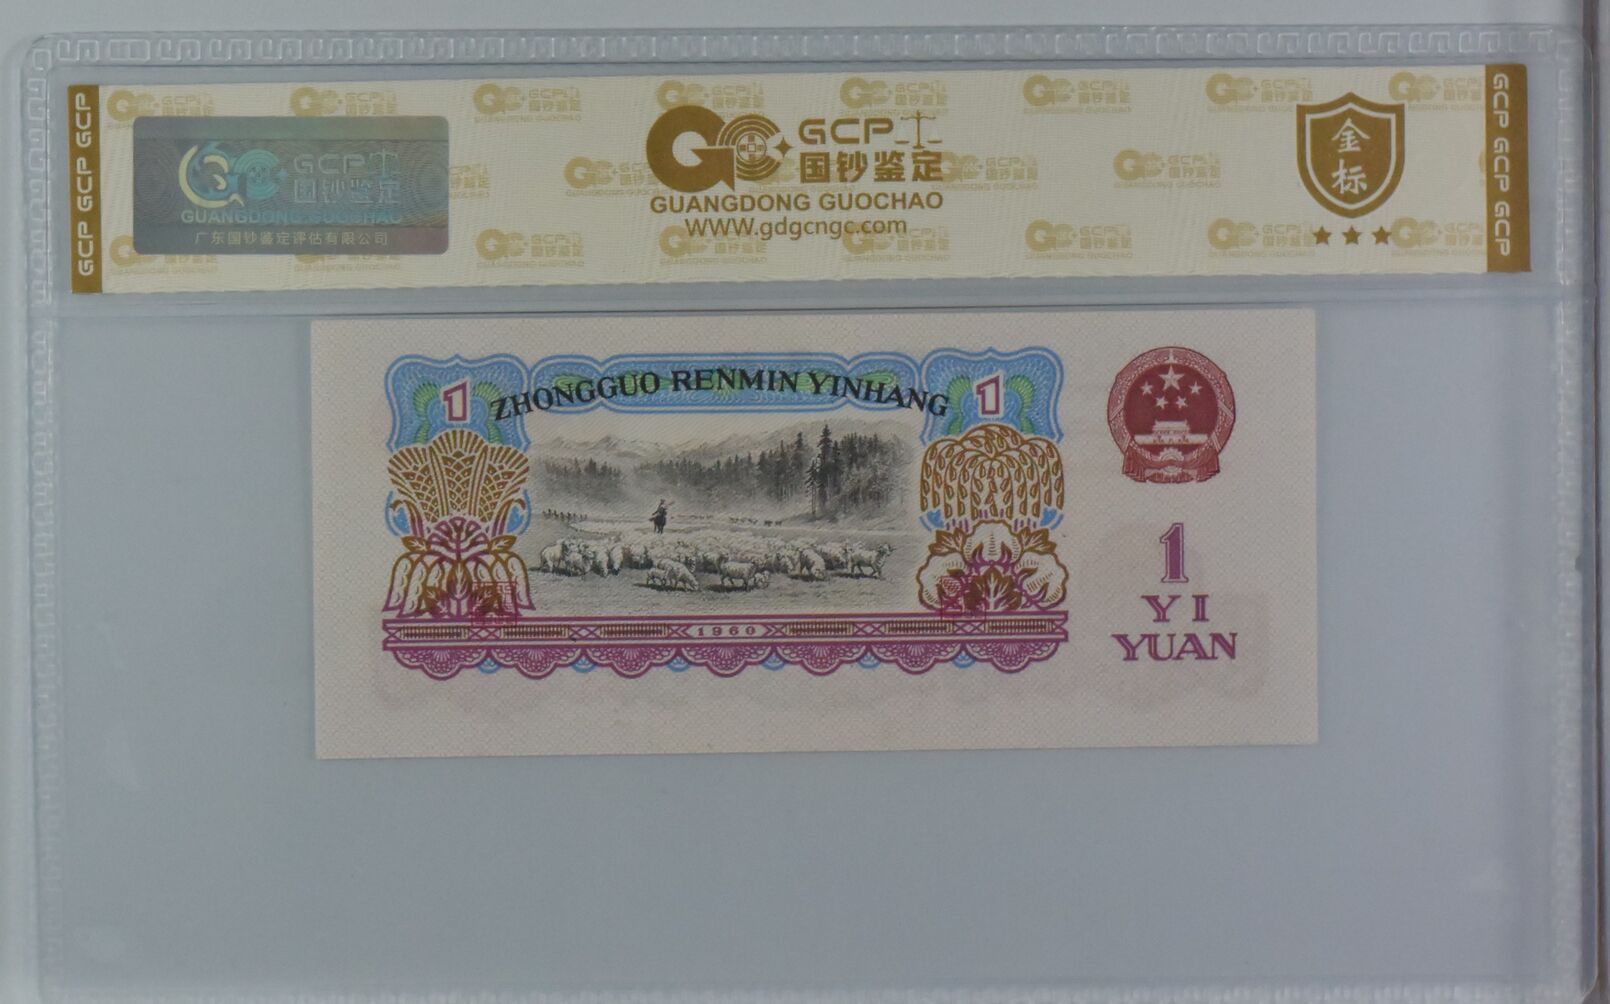 GCP GCP GCP
GCP
国钞鉴定
GUANGDONG GUOCHAO
广东国钞鉴定评估有限公司
GCP
国钞鉴定
GUANGDONG GUOCHAO
WWW.gdgcngc.com
金标
GCP GCP GCP
ZHONGGUO RENMIN YINHANG
1
1
1960
1
YI
YUAN